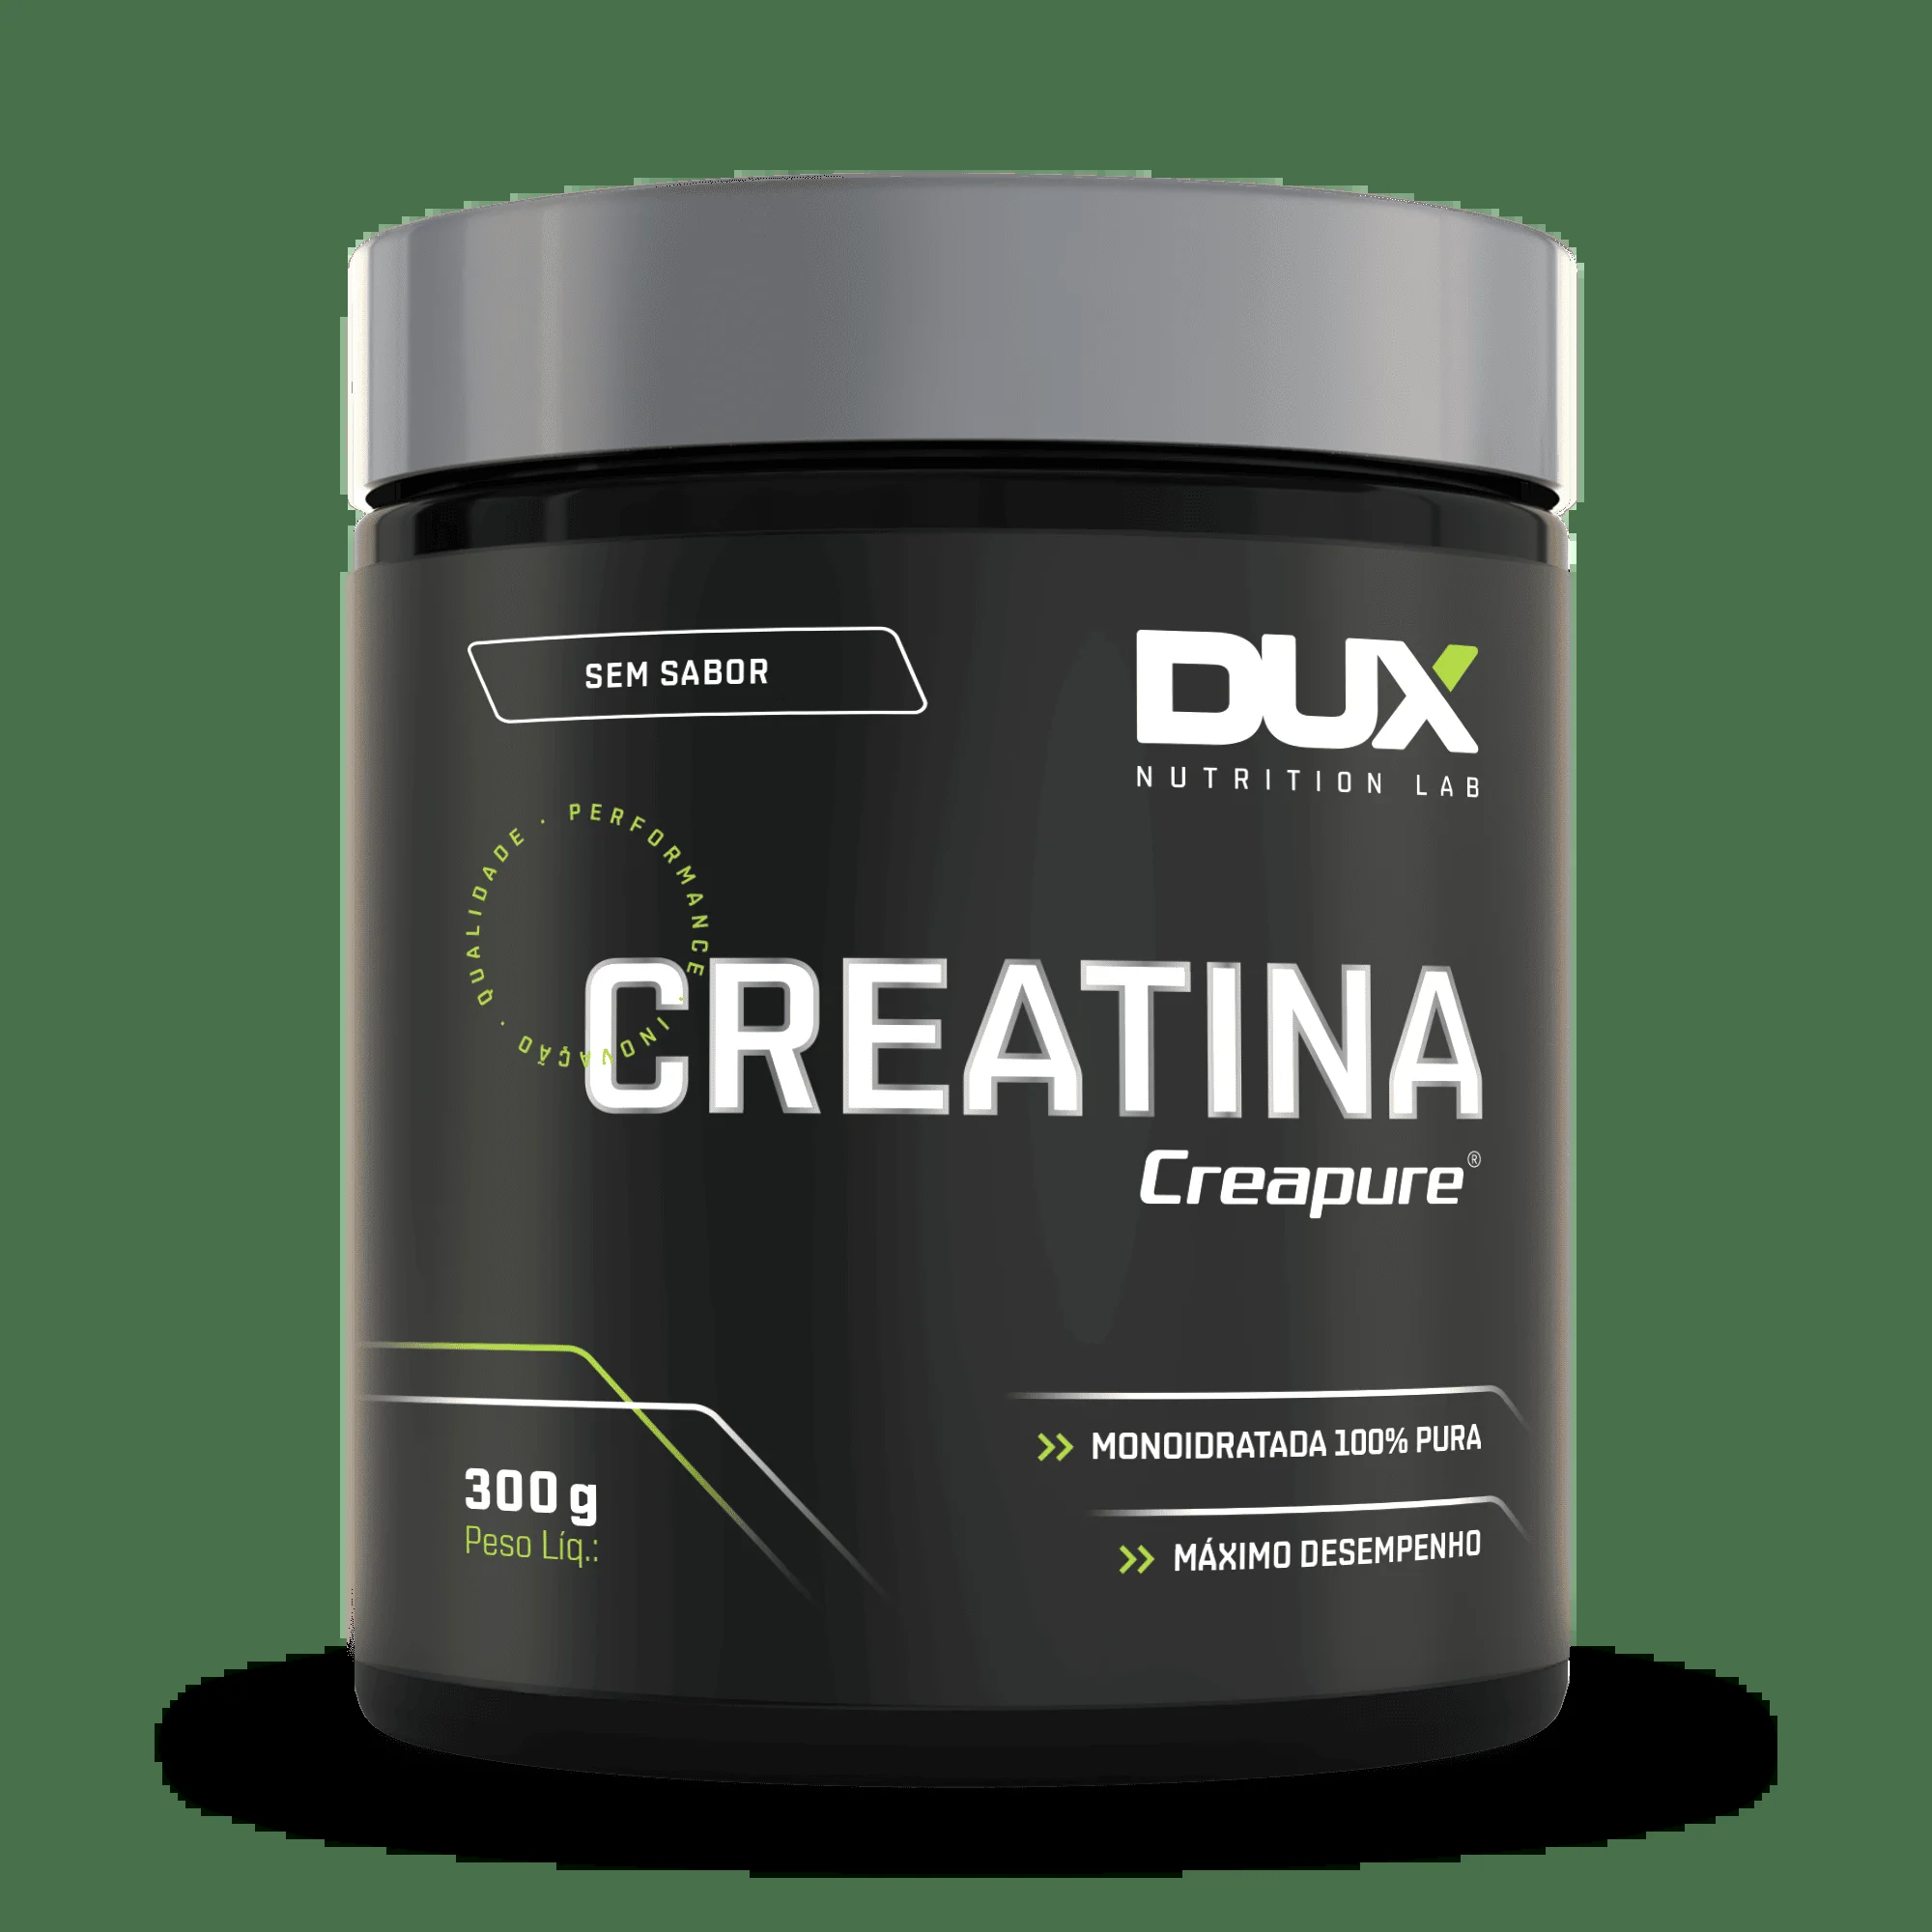 SEM SABOR
DUX
NUTRITION LAB
QUALIDADE · PERFORMANCE · INOVAÇÃO ·
CREATINA
Creapure®
MONOIDRATADA 100% PURA
MÁXIMO DESEMPENHO
300 g
Peso Líq.: